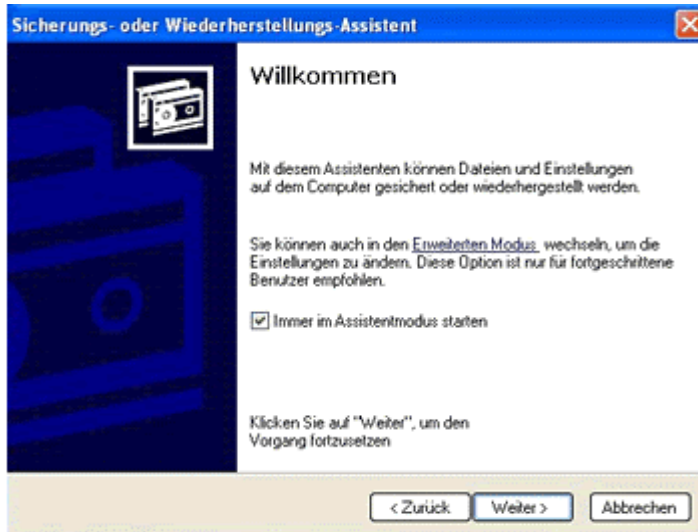 Sicherungs- oder Wiederherstellungs-Assistent
Willkommen
Mit diesem Assistenten können Dateien und Einstellungen
auf dem Computer gesichert oder wiederhergestellt werden.
Sie können auch in den Erweiterten Modus wechseln, um die
Einstellungen zu ändern. Diese Option ist nur für fortgeschrittene
Benutzer empfohlen.
Immer im Assistentmodus starten
Klicken Sie auf "Weiter", um den
Vorgang fortzusetzen
< Zurück Weiter > Abbrechen